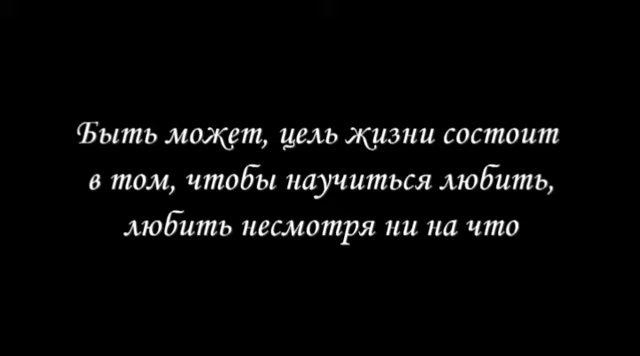 Быть может, цель жизни состоит
в том, чтобы научиться любить,
любить несмотря ни на что